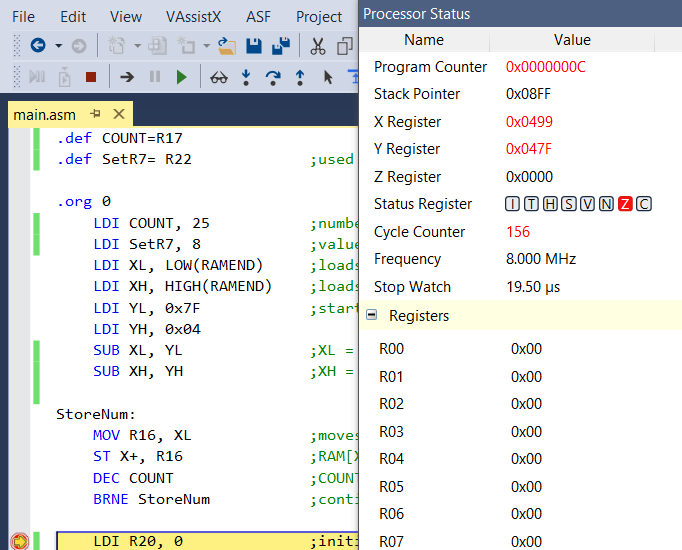 File Edit View VAssistX ASF Project
main.asm
.def COUNT=R17
.def SetR7= R22 ;used
.org 0
LDI COUNT, 25 ;numbe
LDI SetR7, 8 ;value
LDI XL, LOW(RAMEND) ;loads
LDI XH, HIGH(RAMEND) ;loads
LDI YL, 0x7F ;start
LDI YH, 0x04
SUB XL, YL ;XL =
SUB XH, YH ;XH =
StoreNum:
MOV R16, XL ;moves
ST X+, R16 ;RAM[X
DEC COUNT ;COUN
BRNE StoreNum ;conti
LDI R20, 0 ;initi
Processor Status
Name Value
Program Counter 0x0000000C
Stack Pointer 0x08FF
X Register 0x0499
Y Register 0x047F
Z Register 0x0000
Status Register I T H S V N Z C
Cycle Counter 156
Frequency 8.000 MHz
Stop Watch 19.50 µs
Registers
R00 0x00
R01 0x00
R02 0x00
R03 0x00
R04 0x00
R05 0x00
R06 0x00
R07 0x00